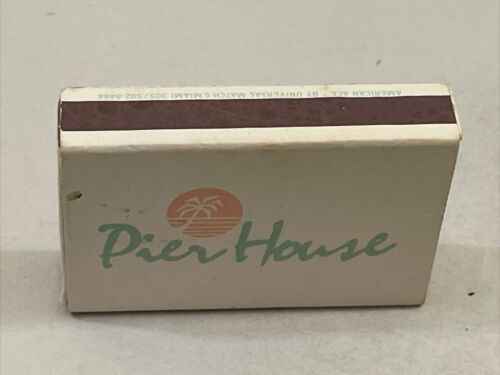 AMERICAN ACE ® BY UNIVERSAL MATCH ◊ MIAMI 305/592-8484
Pier House